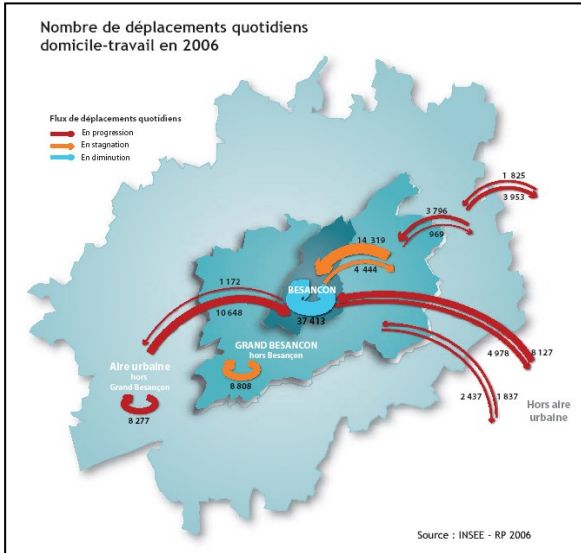 Nombre de déplacements quotidiens
domicile-travail en 2006
Flux de déplacements quotidiens
En progression
En stagnation
En diminution
1 825
3 953
3 796
969
14 319
4 444
1 172
BESANÇON
10 648
37 413
GRAND BESANCON
hors Besançon
4 978
8 127
Aire urbaine
hors
Grand Besançon
8 808
2 437
1 837
Hors aire
urbaine
8 277
Source : INSEE - RP 2006